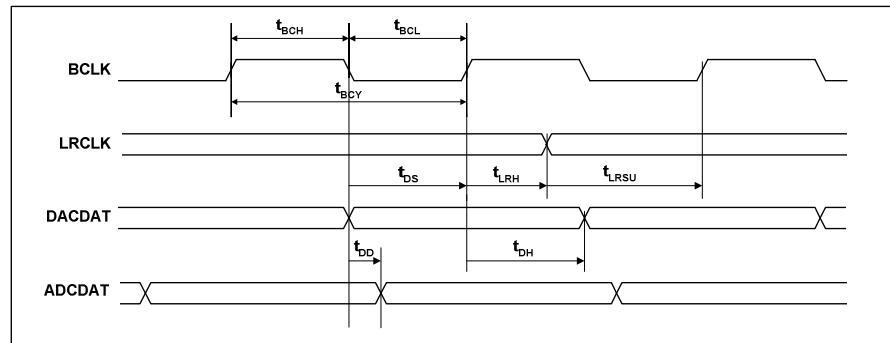 tBCH
tBCL
BCLK
tBCY
LRCLK
tDS
tLRH
tLRSU
DACDAT
tDD
tDH
ADCDAT